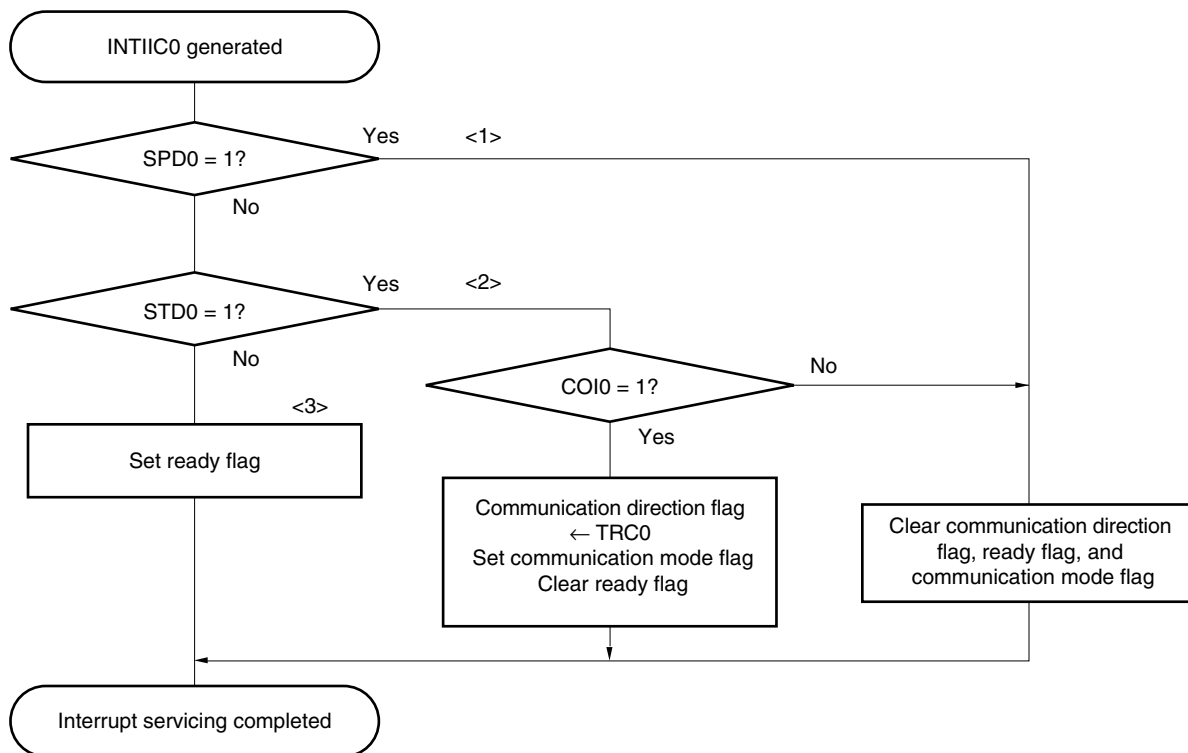 INTIIC0 generated
Yes
<1>
SPD0 = 1?
No
Yes
<2>
STD0 = 1?
No
COI0 = 1?
No
<3>
Yes
Set ready flag
Communication direction flag
← TRC0
Set communication mode flag
Clear ready flag
Clear communication direction
flag, ready flag, and
communication mode flag
Interrupt servicing completed